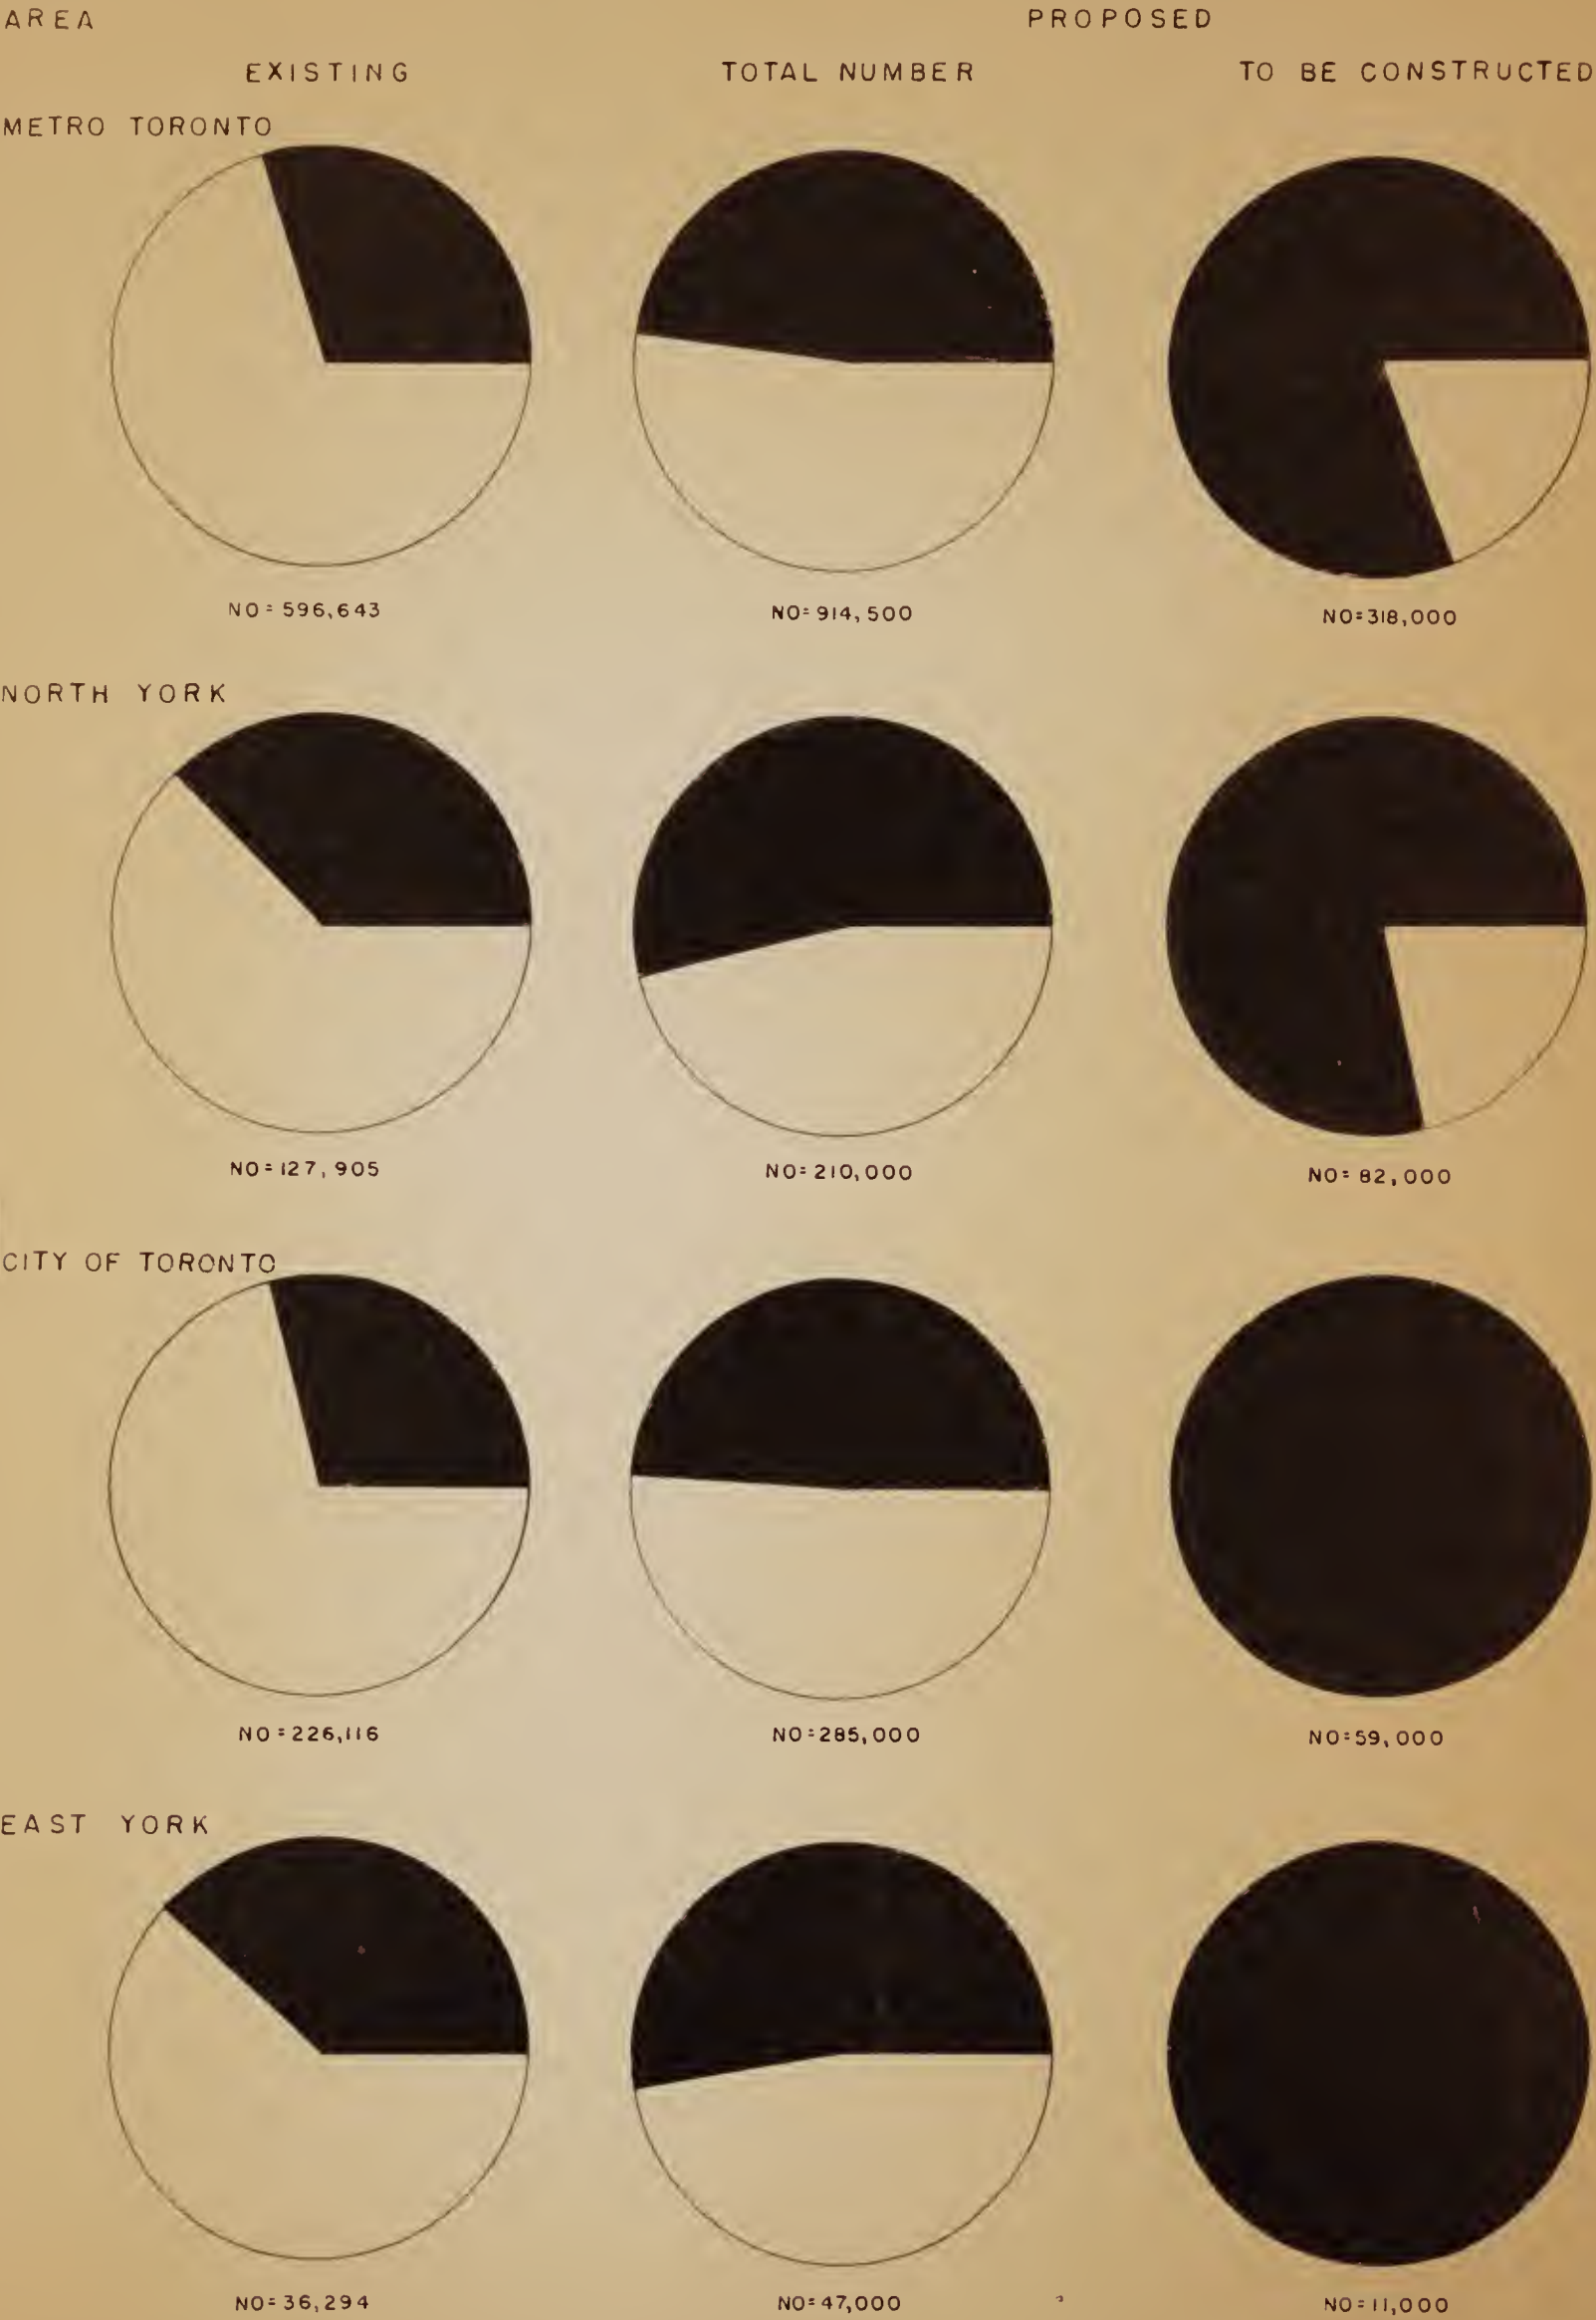 AREA PROPOSED
EXISTING TOTAL NUMBER TO BE CONSTRUCTED
METRO TORONTO
NO=596,643 NO=914,500 NO=318,000
NORTH YORK
NO=127,905 NO=210,000 NO=82,000
CITY OF TORONTO
NO=226,116 NO=285,000 NO=59,000
EAST YORK
NO=36,294 NO=47,000 NO=11,000